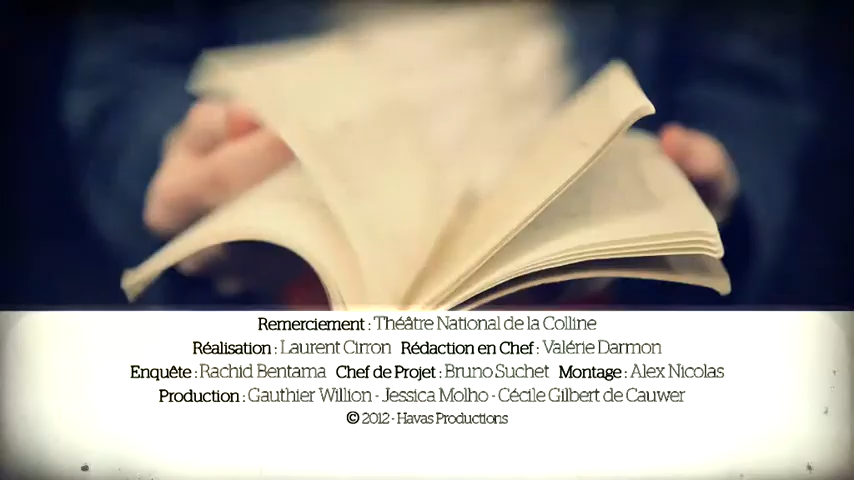 Remerciement : Théâtre National de la Colline
Réalisation : Laurent Cirron Rédaction en Chef : Valérie Darmon
Enquête : Rachid Bentama Chef de Projet : Bruno Suchet Montage : Alex Nicolas
Production : Gauthier Willion - Jessica Molho - Cécile Gilbert de Cauwer
© 2012 - Havas Productions